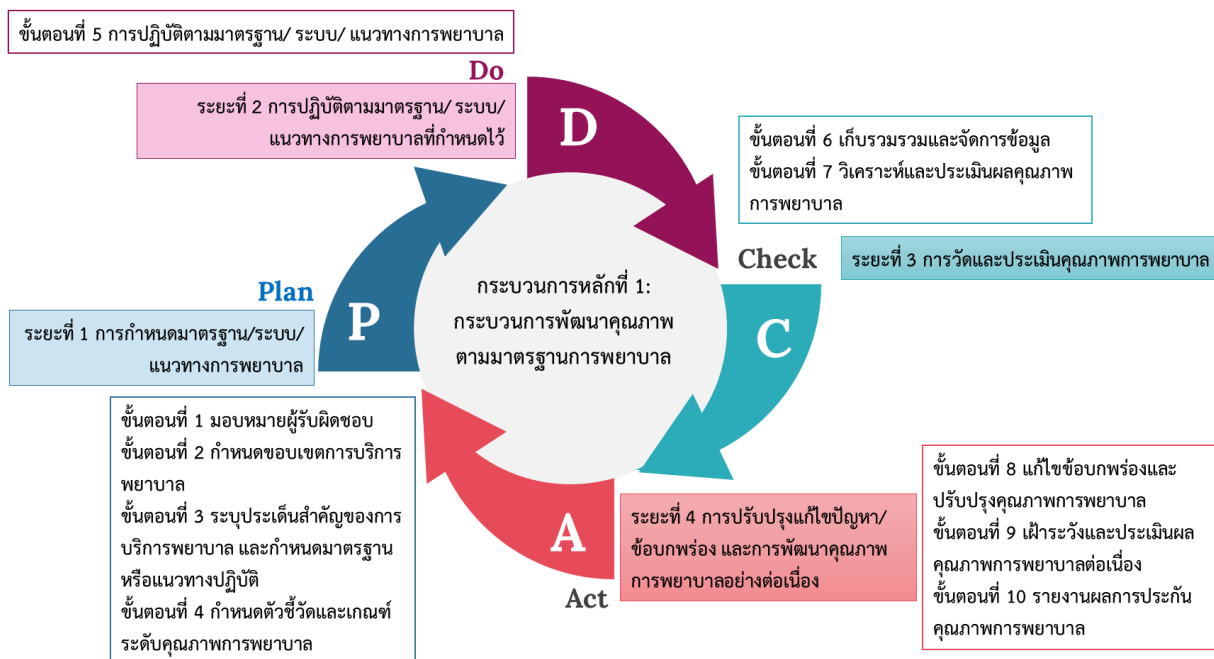 ขั้นตอนที่ 5 การปฏิบัติตามมาตรฐาน/ ระบบ/ แนวทางการพยาบาล
Do
ระยะที่ 2 การปฏิบัติตามมาตรฐาน/ ระบบ/
แนวทางการพยาบาลที่กำหนดไว้
D
ขั้นตอนที่ 6 เก็บรวมรวมและจัดการข้อมูล
ขั้นตอนที่ 7 วิเคราะห์และประเมินผลคุณภาพ
การพยาบาล
Check
ระยะที่ 3 การวัดและประเมินคุณภาพการพยาบาล
C
กระบวนการหลักที่ 1:
กระบวนการพัฒนาคุณภาพ
ตามมาตรฐานการพยาบาล
Plan
P
ระยะที่ 1 การกำหนดมาตรฐาน/ระบบ/
แนวทางการพยาบาล
ขั้นตอนที่ 1 มอบหมายผู้รับผิดชอบ
ขั้นตอนที่ 2 กำหนดขอบเขตการบริการ
พยาบาล
ขั้นตอนที่ 3 ระบุประเด็นสำคัญของการ
บริการพยาบาล และกำหนดมาตรฐาน
หรือแนวทางปฏิบัติ
ขั้นตอนที่ 4 กำหนดตัวชี้วัดและเกณฑ์
ระดับคุณภาพการพยาบาล
A
Act
ระยะที่ 4 การปรับปรุงแก้ไขปัญหา/
ข้อบกพร่อง และการพัฒนาคุณภาพ
การพยาบาลอย่างต่อเนื่อง
ขั้นตอนที่ 8 แก้ไขข้อบกพร่องและ
ปรับปรุงคุณภาพการพยาบาล
ขั้นตอนที่ 9 เฝ้าระวังและประเมินผล
คุณภาพการพยาบาลต่อเนื่อง
ขั้นตอนที่ 10 รายงานผลการประกัน
คุณภาพการพยาบาล